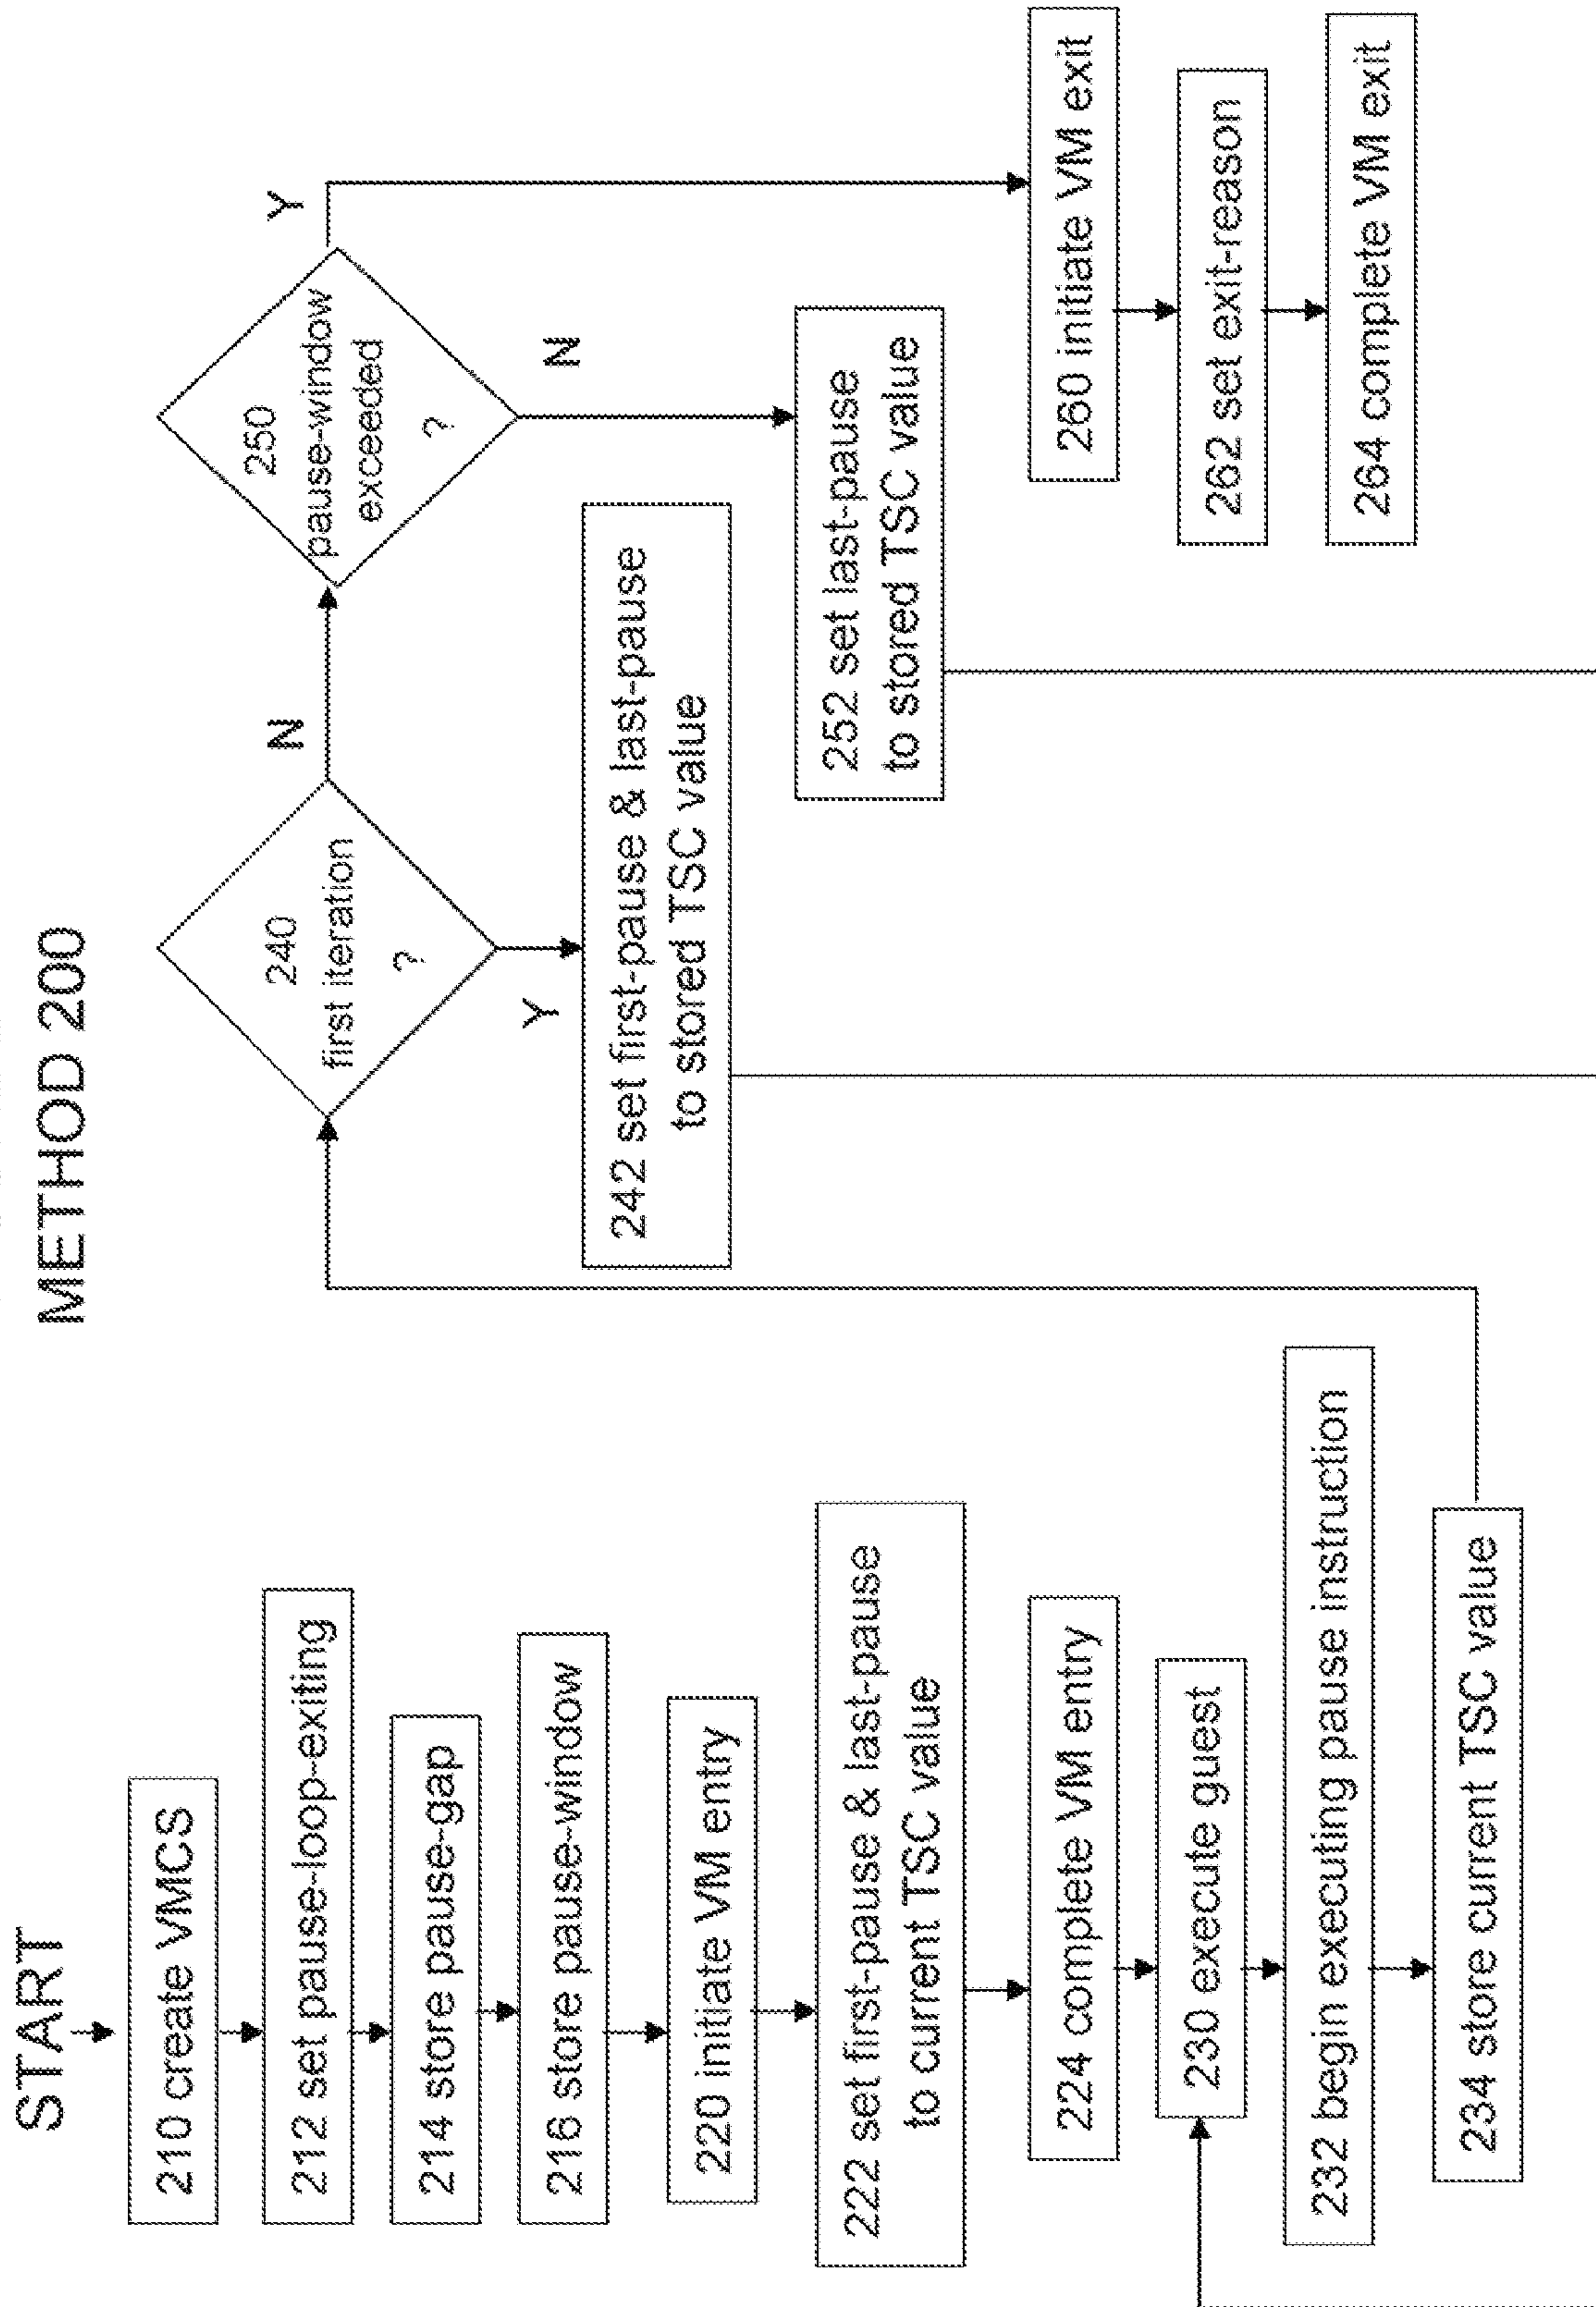 METHOD 200
START
210 create VMCS
212 set pause-loop-exiting
214 store pause-gap
216 store pause-window
220 initiate VM entry
222 set first-pause & last-pause
to current TSC value
224 complete VM entry
230 execute guest
232 begin executing pause instruction
234 store current TSC value
240
first iteration
?
N
Y
242 set first-pause & last-pause
to stored TSC value
250
pause-window
exceeded
?
Y
N
252 set last-pause
to stored TSC value
260 initiate VM exit
262 set exit-reason
264 complete VM exit